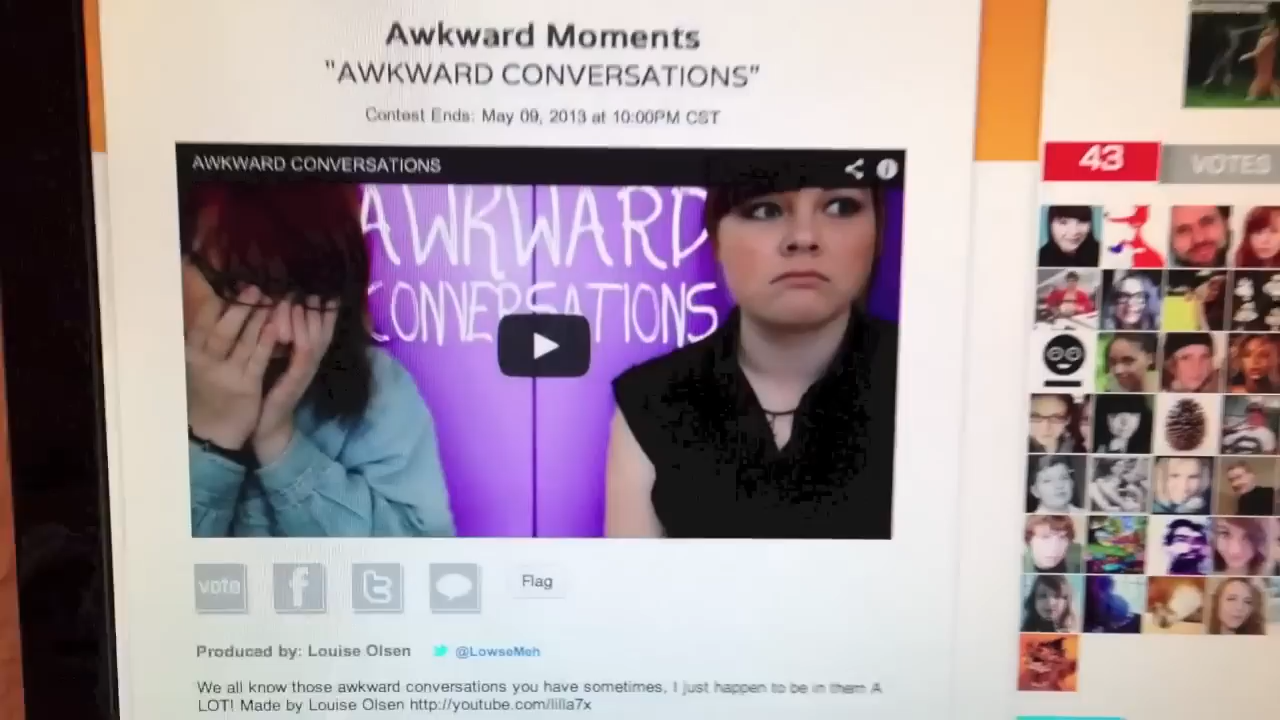 Awkward Moments
"AWKWARD CONVERSATIONS"
Contest Ends: May 09, 2013 at 10:00PM CST
AWKWARD CONVERSATIONS
AWKWARD
CONVERSATIONS
43 VOTES
vote
Flag
Produced by: Louise Olsen @LowseMeh
We all know those awkward conversations you have sometimes, I just happen to be in them A
LOT! Made by Louise Olsen http://youtube.com/lilla7x